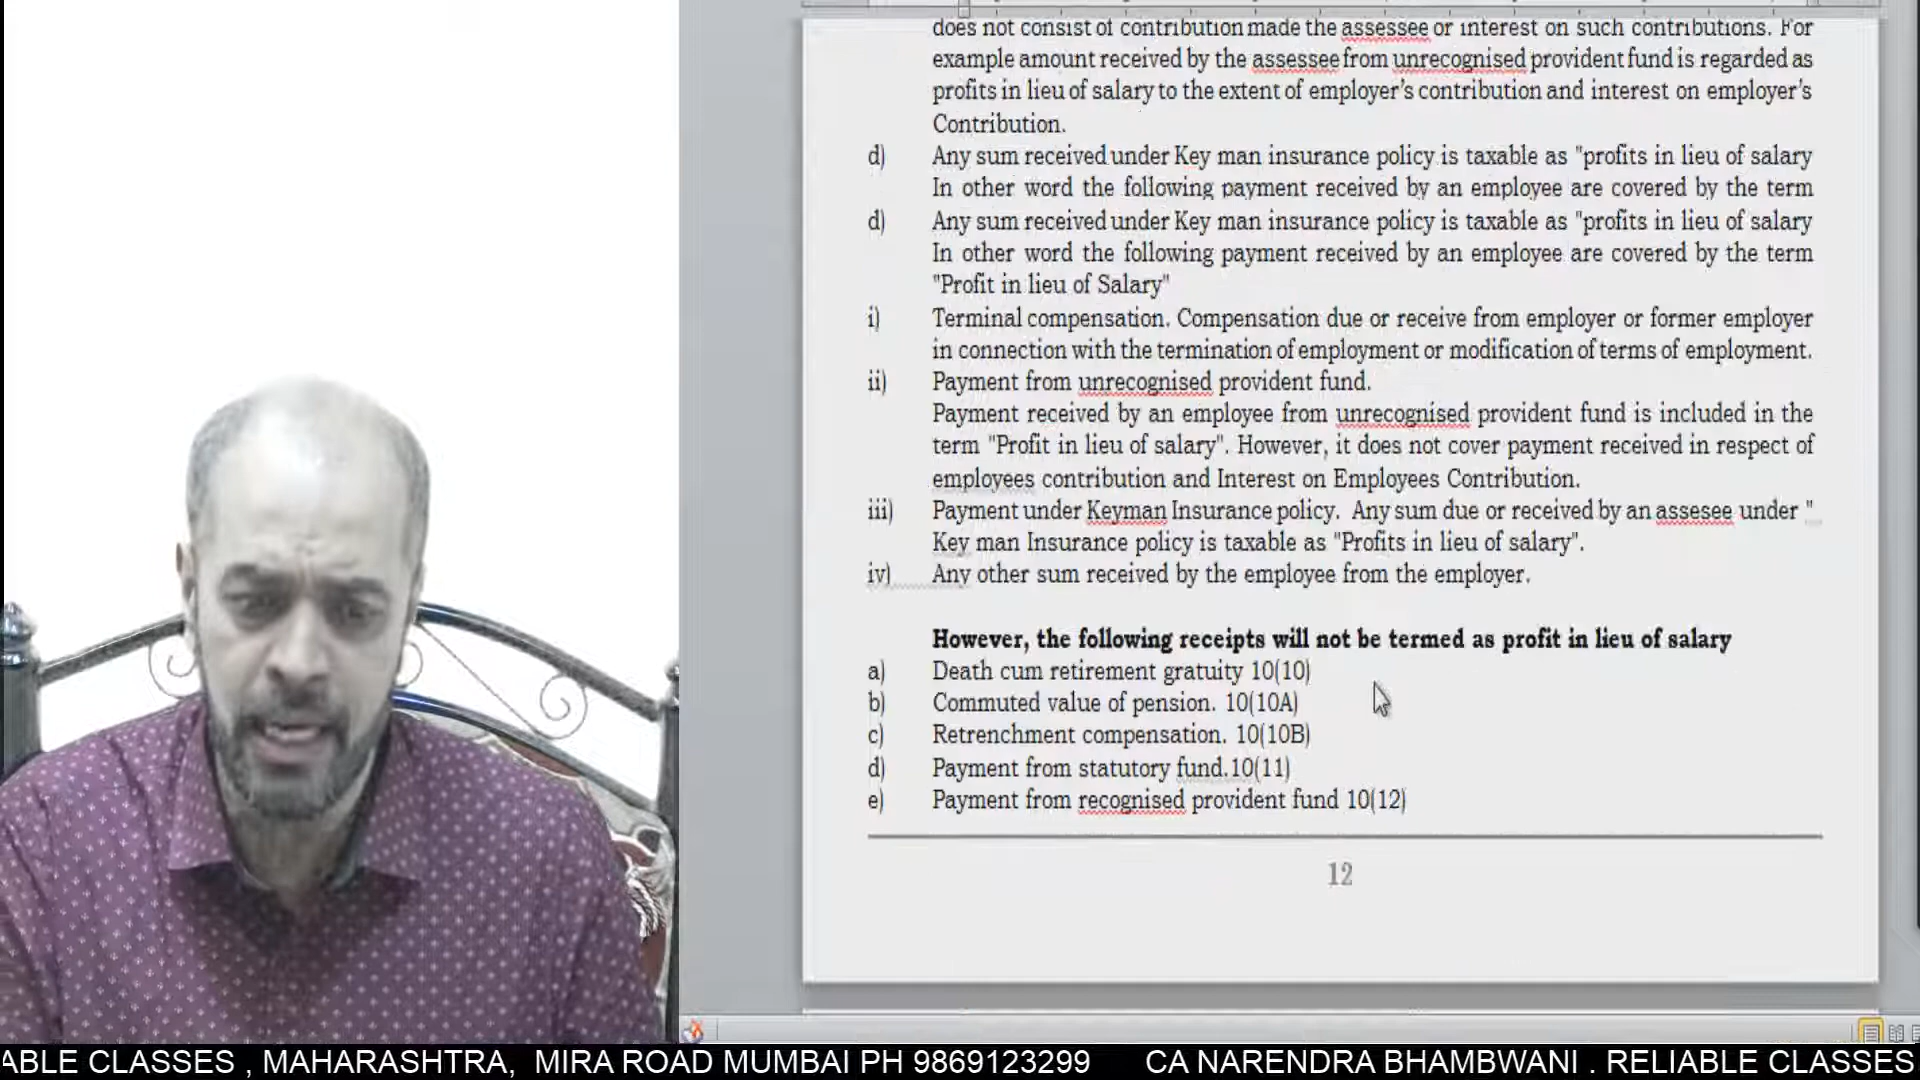 does not consist of contribution made the assessee or interest on such contributions. For
example amount received by the assessee from unrecognised provident fund is regarded as
profits in lieu of salary to the extent of employer's contribution and interest on employer's
Contribution.
d) Any sum received under Key man insurance policy is taxable as "profits in lieu of salary
In other word the following payment received by an employee are covered by the term
d) Any sum received under Key man insurance policy is taxable as "profits in lieu of salary
In other word the following payment received by an employee are covered by the term
"Profit in lieu of Salary"
i) Terminal compensation. Compensation due or receive from employer or former employer
in connection with the termination of employment or modification of terms of employment.
ii) Payment from unrecognised provident fund.
Payment received by an employee from unrecognised provident fund is included in the
term "Profit in lieu of salary". However, it does not cover payment received in respect of
employees contribution and Interest on Employees Contribution.
iii) Payment under Keyman Insurance policy. Any sum due or received by an assesee under "
Key man Insurance policy is taxable as "Profits in lieu of salary".
iv) Any other sum received by the employee from the employer.
However, the following receipts will not be termed as profit in lieu of salary
a) Death cum retirement gratuity 10(10)
b) Commuted value of pension. 10(10A)
c) Retrenchment compensation. 10(10B)
d) Payment from statutory fund.10(11)
e) Payment from recognised provident fund 10(12)
12
ABLE CLASSES , MAHARASHTRA, MIRA ROAD MUMBAI PH 9869123299 CA NARENDRA BHAMBWANI . RELIABLE CLASSES